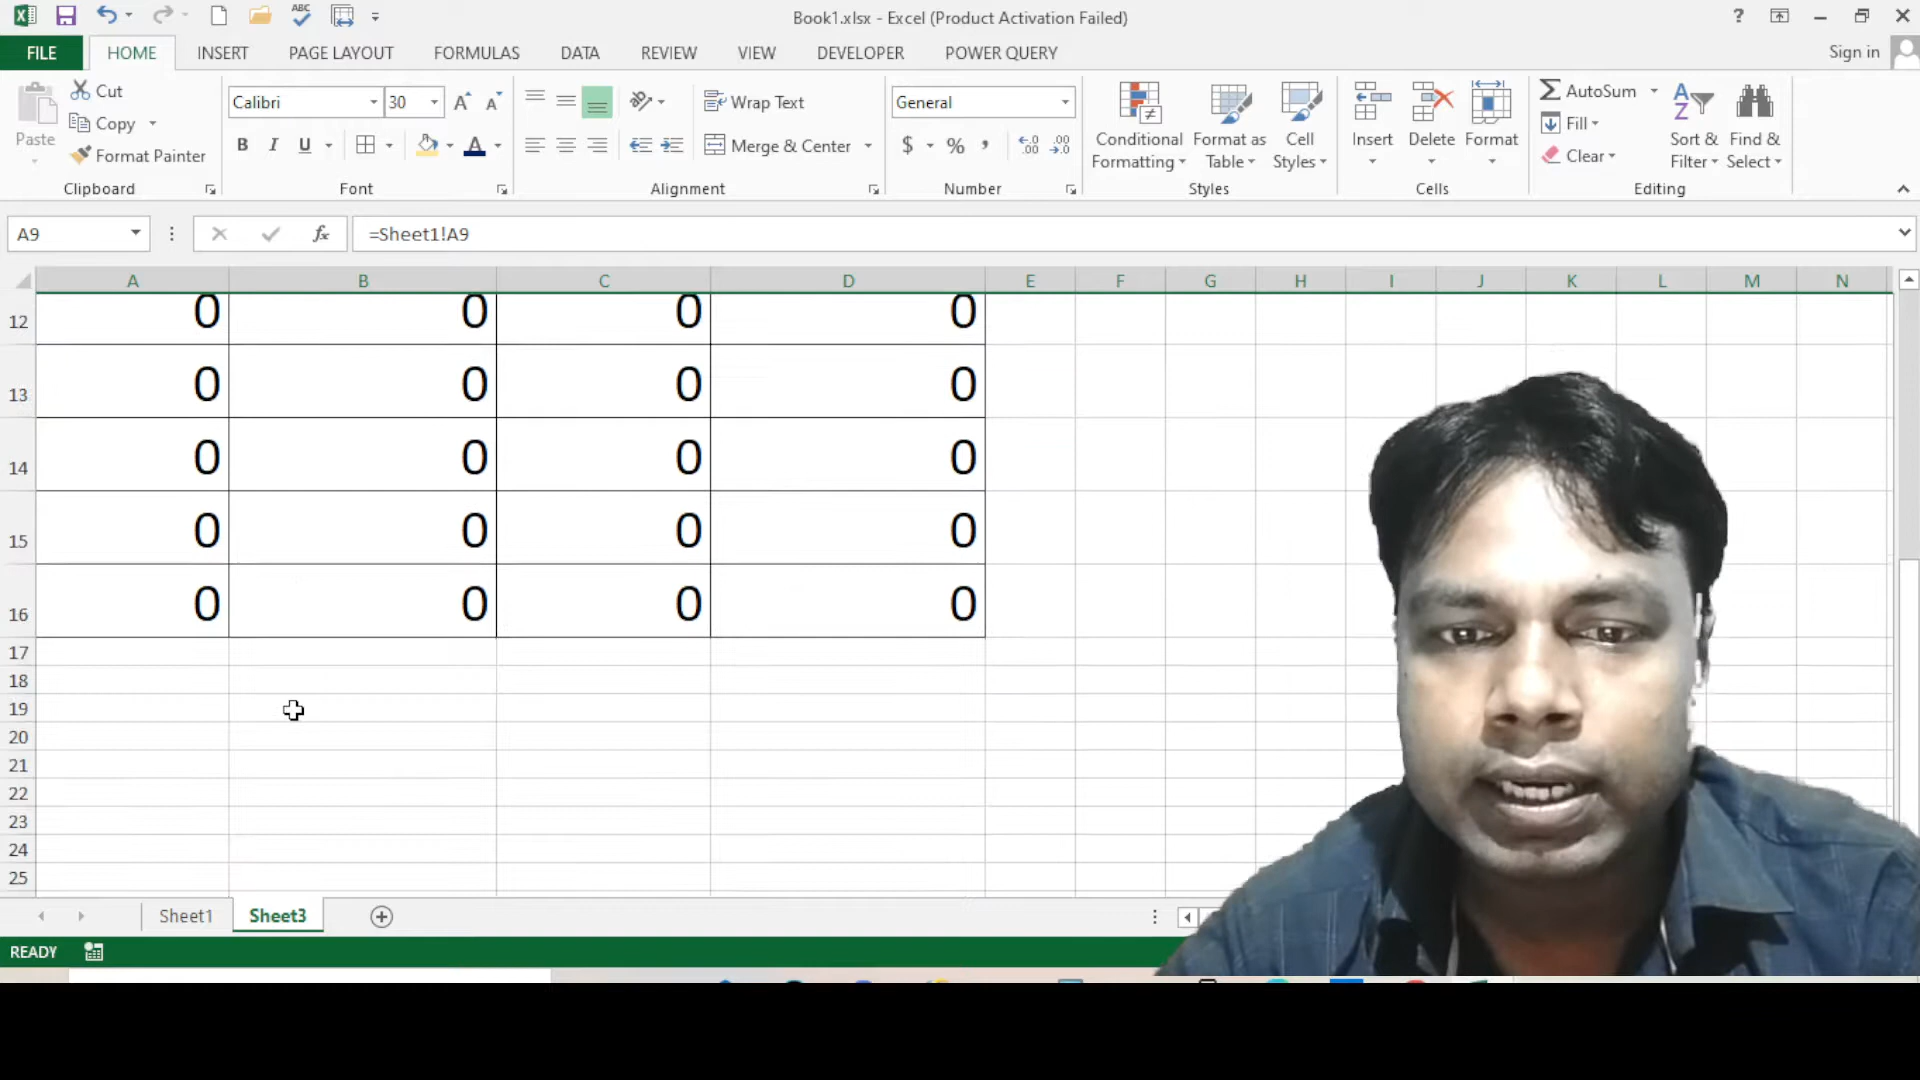 Book1.xlsx - Excel (Product Activation Failed)
FILE HOME INSERT PAGE LAYOUT FORMULAS DATA REVIEW VIEW DEVELOPER POWER QUERY Sign in
Paste
Cut
Copy
Format Painter
Clipboard
Calibri 30
B I U
Font
Wrap Text
Merge & Center
Alignment
General
$ % ,
Number
Conditional Formatting
Format as Table
Cell Styles
Styles
Insert
Delete
Format
Cells
AutoSum
Fill
Clear
Sort & Filter
Find & Select
Editing
A9 fx =Sheet1!A9
A B C D E F G H I J K L M N
12 0 0 0 0
13 0 0 0 0
14 0 0 0 0
15 0 0 0 0
16 0 0 0 0
17
18
19
20
21
22
23
24
25
Sheet1 Sheet3
READY